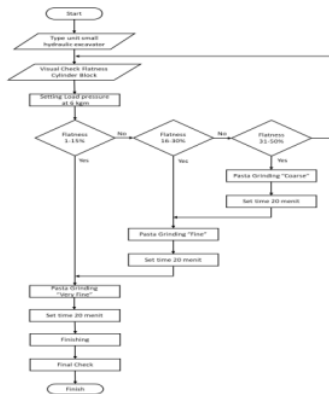 Start
Type unit small
hydraulic excavator
Visual Check Flatness
Cylinder Block
Setting Load pressure
at 6 kgm
Flatness
1-15%
No
Flatness
16-30%
No
Flatness
31-50%
Yes
Yes
Yes
Pasta Grinding "Coarse"
Set time 20 menit
Pasta Grinding "Fine"
Set time 20 menit
Pasta Grinding
"Very Fine"
Set time 20 menit
Finishing
Final Check
Finish